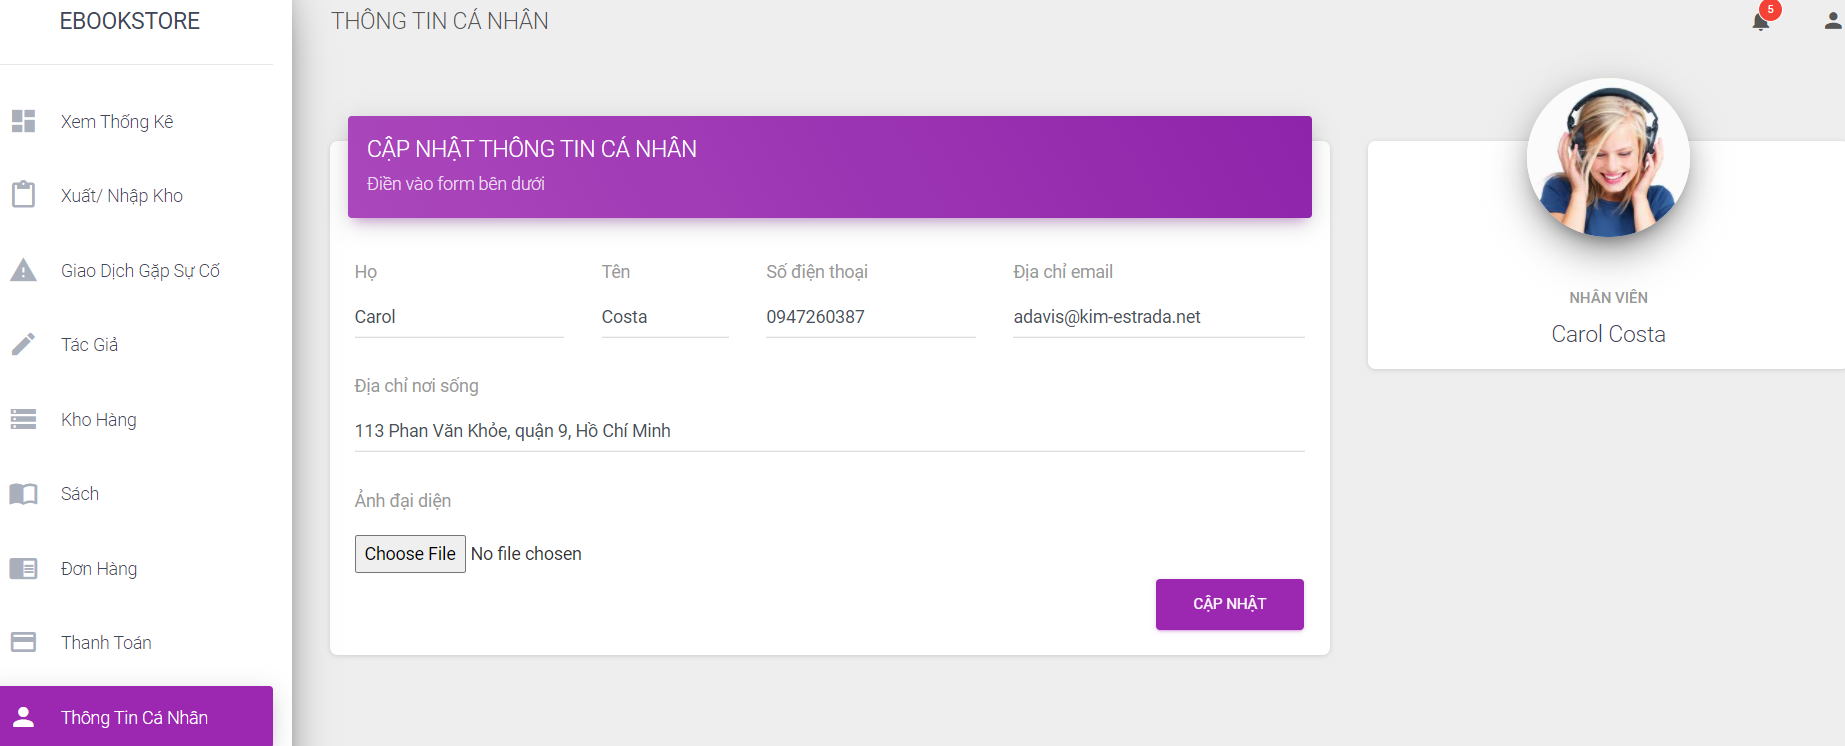 EBOOKSTORE
Xem Thống Kê
Xuất/ Nhập Kho
Giao Dịch Gặp Sự Cố
Tác Giả
Kho Hàng
Sách
Đơn Hàng
Thanh Toán
Thông Tin Cá Nhân
THÔNG TIN CÁ NHÂN
5
CẬP NHẬT THÔNG TIN CÁ NHÂN
Điền vào form bên dưới
Họ Tên Số điện thoại Địa chỉ email
Carol Costa 0947260387 adavis@kim-estrada.net
Địa chỉ nơi sống
113 Phan Văn Khỏe, quận 9, Hồ Chí Minh
Ảnh đại diện
Choose File No file chosen
CẬP NHẬT
NHÂN VIÊN
Carol Costa